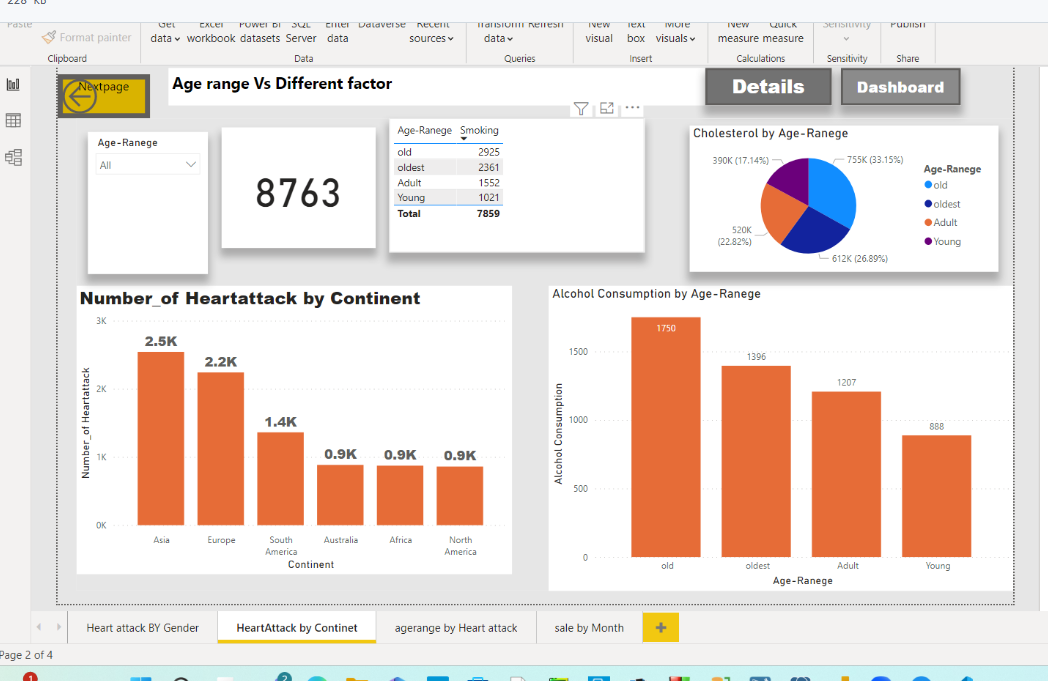 228 KB
Paste
Format painter
Clipboard
Get data
Excel workbook
Power BI datasets
SQL Server
Enter data
Dataverse
Recent sources
Data
Transform data
Refresh
Queries
New visual
Text box
More visuals
Insert
New measure
Quick measure
Calculations
Sensitivity
Sensitivity
Publish
Share
Nextpage
Age range Vs Different factor
Details
Dashboard
Age-Ranege
All
8763
Age-Ranege Smoking
old 2925
oldest 2361
Adult 1552
Young 1021
Total 7859
Cholesterol by Age-Ranege
390K (17.14%)
755K (33.15%)
520K
(22.82%)
612K (26.89%)
Age-Ranege
old
oldest
Adult
Young
Number_of Heartattack by Continent
Number_of Heartattack
3K
2K
1K
0K
2.5K
2.2K
1.4K
0.9K
0.9K
0.9K
Asia
Europe
South America
Australia
Africa
North America
Continent
Alcohol Consumption by Age-Ranege
Alcohol Consumption
1500
1000
500
0
1750
1396
1207
888
old
oldest
Adult
Young
Age-Ranege
Heart attack BY Gender
HeartAttack by Continet
agerange by Heart attack
sale by Month
+
Page 2 of 4
1
2